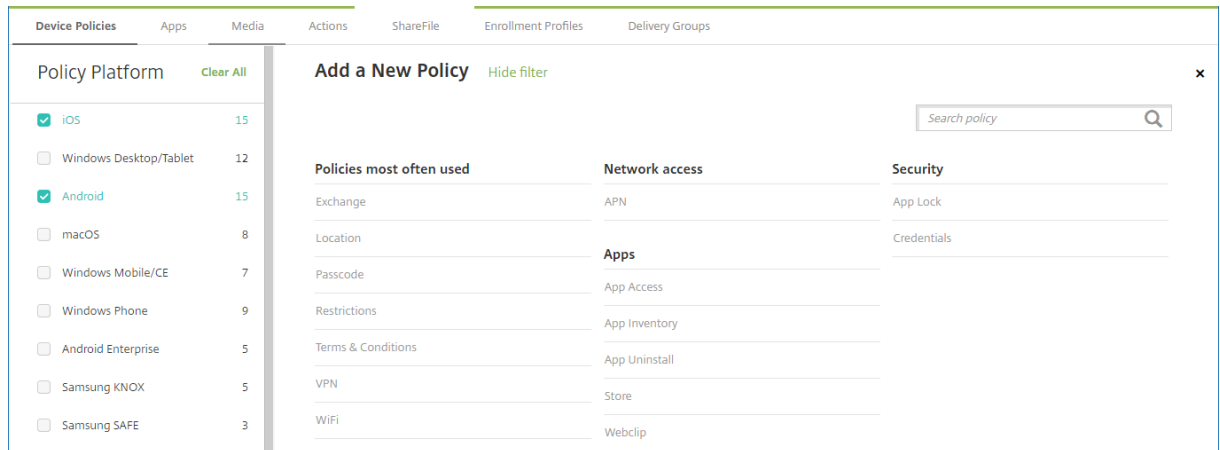 Device Policies Apps Media Actions ShareFile Enrollment Profiles Delivery Groups
Policy Platform Clear All
iOS 15
Windows Desktop/Tablet 12
Android 15
macOS 8
Windows Mobile/CE 7
Windows Phone 9
Android Enterprise 5
Samsung KNOX 5
Samsung SAFE 3
Add a New Policy Hide filter
Search policy
Policies most often used
Exchange
Location
Passcode
Restrictions
Terms & Conditions
VPN
WiFi
Network access
APN
Apps
App Access
App Inventory
App Uninstall
Store
Webclip
Security
App Lock
Credentials